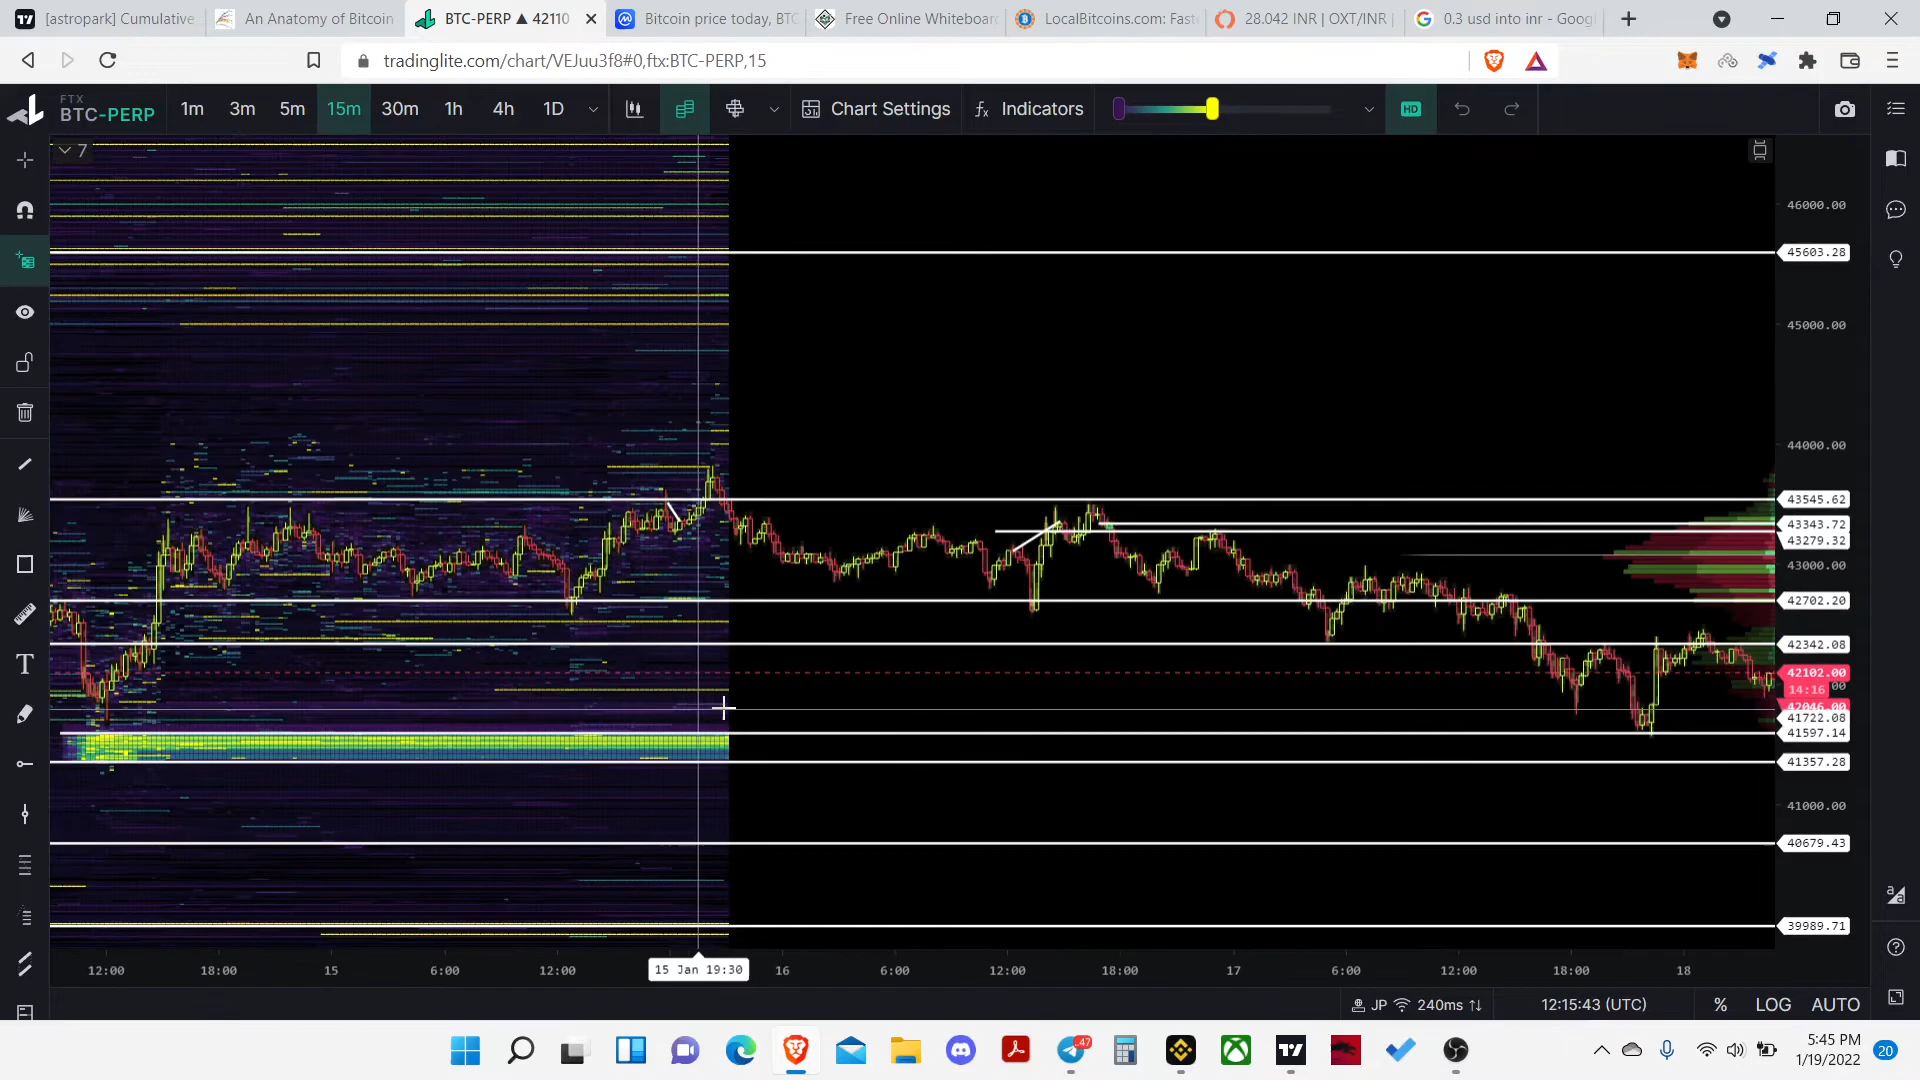 [astropark] Cumulative
An Anatomy of Bitcoin
BTC-PERP ▲ 42110
Bitcoin price today, BTC
Free Online Whiteboar
LocalBitcoins.com: Fast
28.042 INR | OXT/INR |
0.3 usd into inr - Goog
tradinglite.com/chart/VEJuu3f8#0,ftx:BTC-PERP,15
FTX
BTC-PERP
1m 3m 5m 15m 30m 1h 4h 1D
Chart Settings
fx Indicators
HD
7
46000.00
45603.28
45000.00
44000.00
43545.62
43343.72
43279.32
43000.00
42702.20
42342.08
42102.00
14:16
00
42046.00
41722.08
41597.14
41357.28
41000.00
40679.43
39989.71
T
12:00 18:00 15 6:00 12:00 15 Jan 19:30 16 6:00 12:00 18:00 17 6:00 12:00 18:00 18
JP 240ms 12:15:43 (UTC) % LOG AUTO
47
5:45 PM
1/19/2022
20